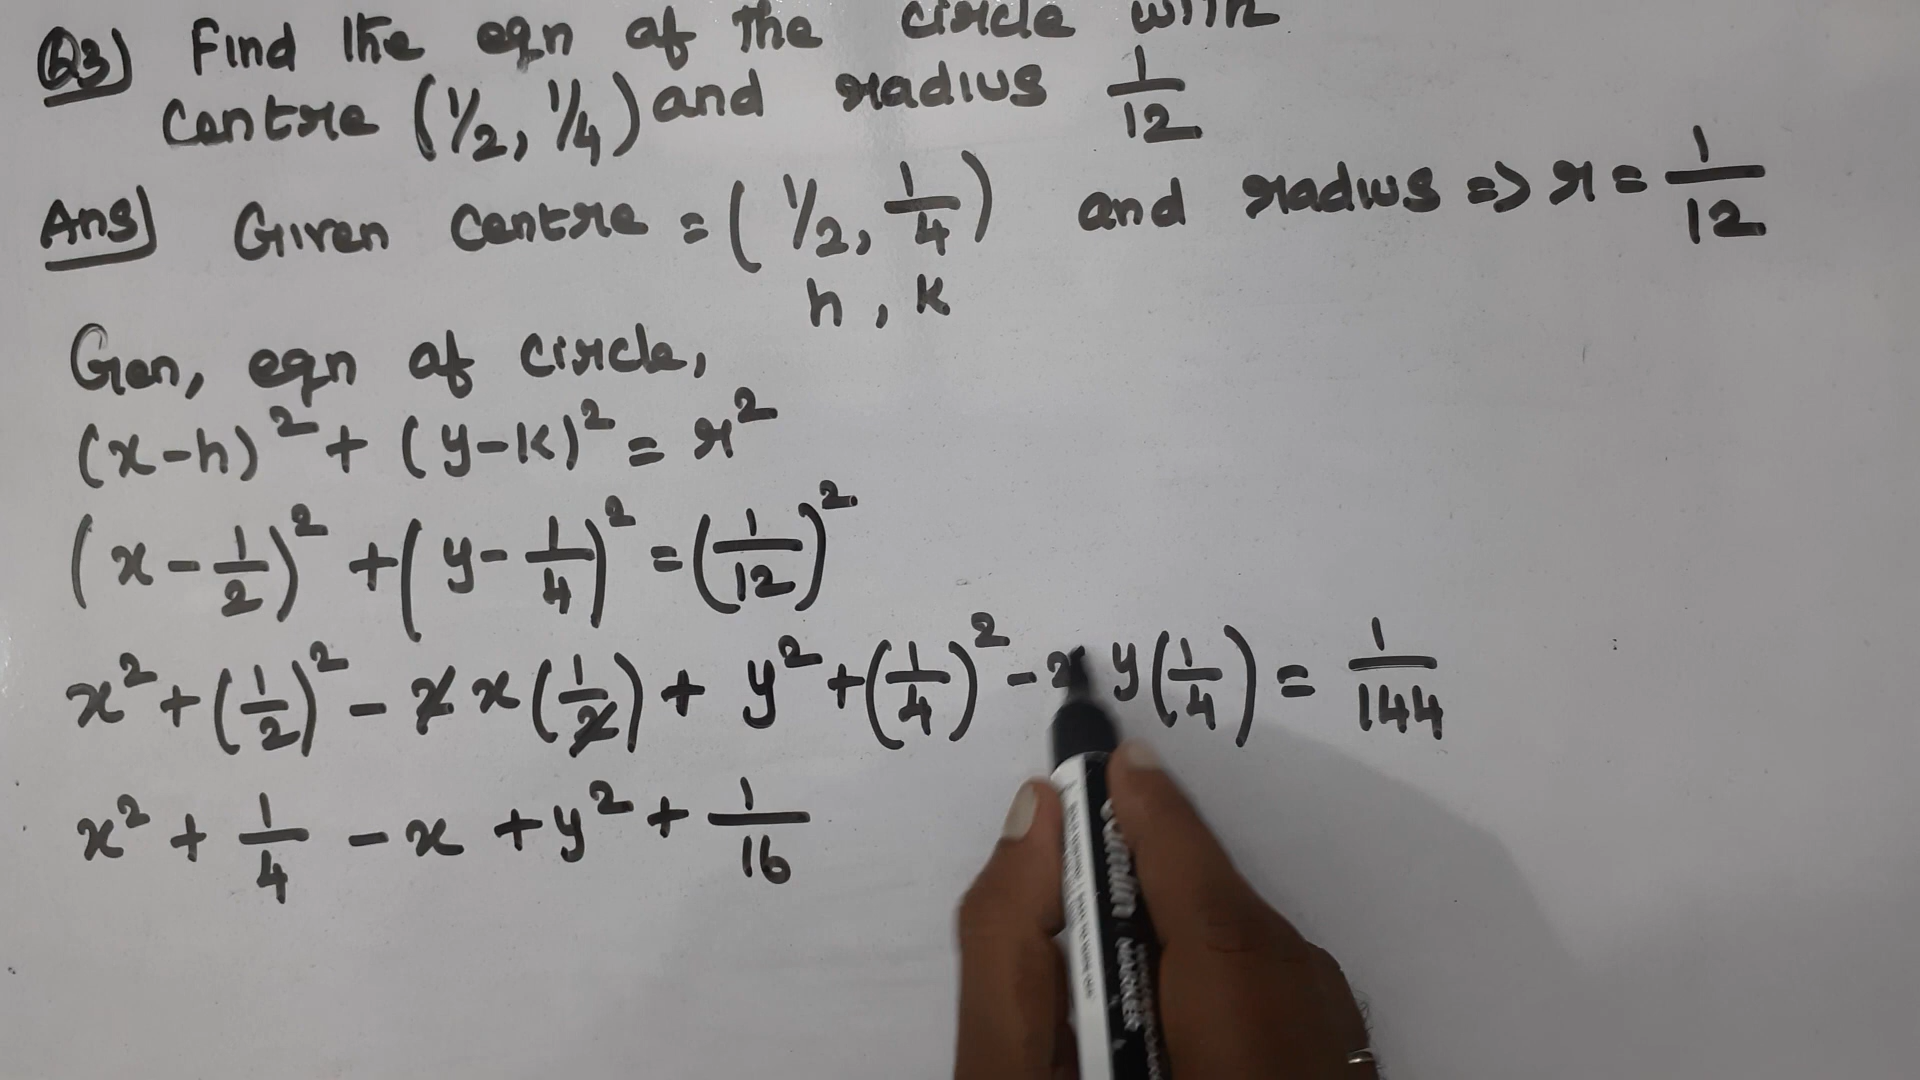 Q3) Find the eqn of the circle with
Centre (1/2, 1/4) and radius 1/12
Ans) Given Centre = (1/2, 1/4) and radius => r = 1/12
h, k
Gen, eqn of circle,
(x-h)² + (y-k)² = r²
(x - 1/2)² + (y - 1/4)² = (1/12)²
x² + (1/2)² - 2x(1/2) + y² + (1/4)² - 2y(1/4) = 1/144
x² + 1/4 - x + y² + 1/16
Camlin
MARKER